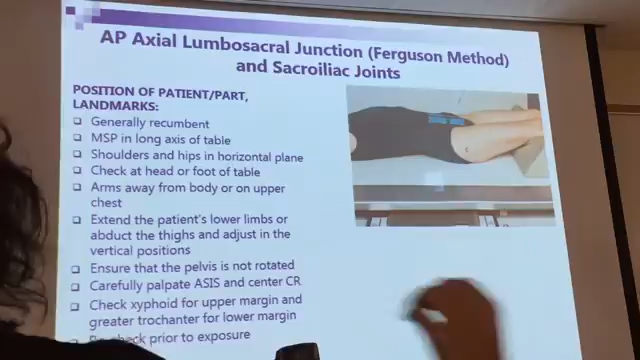 AP Axial Lumbosacral Junction (Ferguson Method)
and Sacroiliac Joints
POSITION OF PATIENT/PART,
LANDMARKS:
Generally recumbent
MSP in long axis of table
Shoulders and hips in horizontal plane
Check at head or foot of table
Arms away from body or on upper
chest
Extend the patient's lower limbs or
abduct the thighs and adjust in the
vertical positions
Ensure that the pelvis is not rotated
Carefully palpate ASIS and center CR
Check xyphoid for upper margin and
greater trochanter for lower margin
check prior to exposure